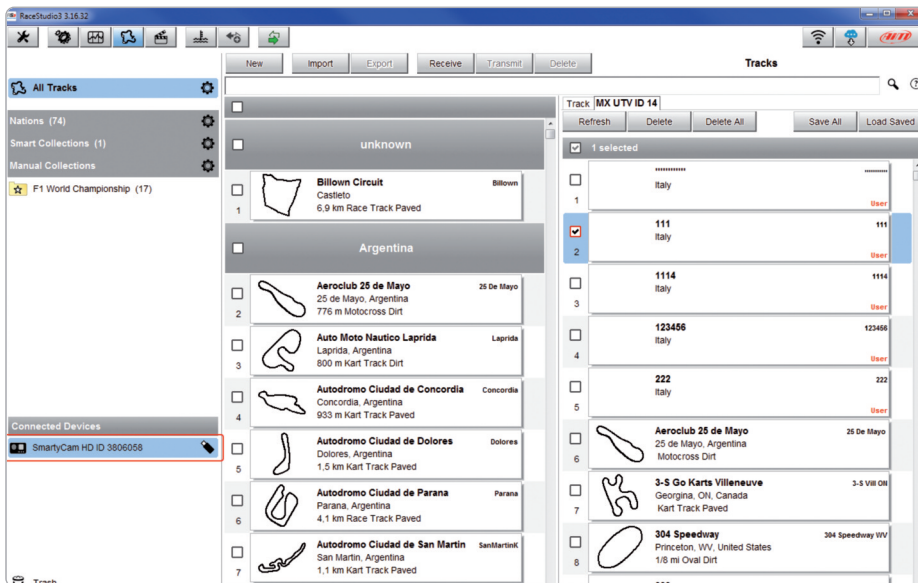 RaceStudio3 3.16.32
AiM
New Import Export Receive Transmit Delete
Tracks
All Tracks
Nations (74)
Smart Collections (1)
Manual Collections
F1 World Championship (17)
Connected Devices
SmartyCam HD ID 3806058
Trash
unknown
Billown Circuit
Billown
Castleto
6,9 km Race Track Paved
1
Argentina
Aeroclub 25 de Mayo
25 De Mayo
25 de Mayo, Argentina
776 m Motocross Dirt
2
Auto Moto Nautico Laprida
Laprida
Laprida, Argentina
800 m Kart Track Dirt
3
Autodromo Ciudad de Concordia
Concordia
Concordia, Argentina
933 m Kart Track Paved
4
Autodromo Ciudad de Dolores
Dolores
Dolores, Argentina
1,5 km Kart Track Paved
5
Autodromo Ciudad de Parana
Parana
Parana, Argentina
4,1 km Race Track Paved
6
Autodromo Ciudad de San Martin
SanMartinK
San Martin, Argentina
1,1 km Kart Track Paved
7
Track MX UTV ID 14
Refresh Delete Delete All Save All Load Saved
1 selected
Italy
1
User
111
111
Italy
2
User
1114
1114
Italy
3
User
123456
123456
Italy
4
User
222
222
Italy
5
User
Aeroclub 25 de Mayo
25 De Mayo
25 de Mayo, Argentina
Motocross Dirt
6
3-S Go Karts Villeneuve
3-S Vill ON
Georgina, ON, Canada
Kart Track Paved
7
304 Speedway
304 Speedway WV
Princeton, WV, United States
1/8 mi Oval Dirt
8